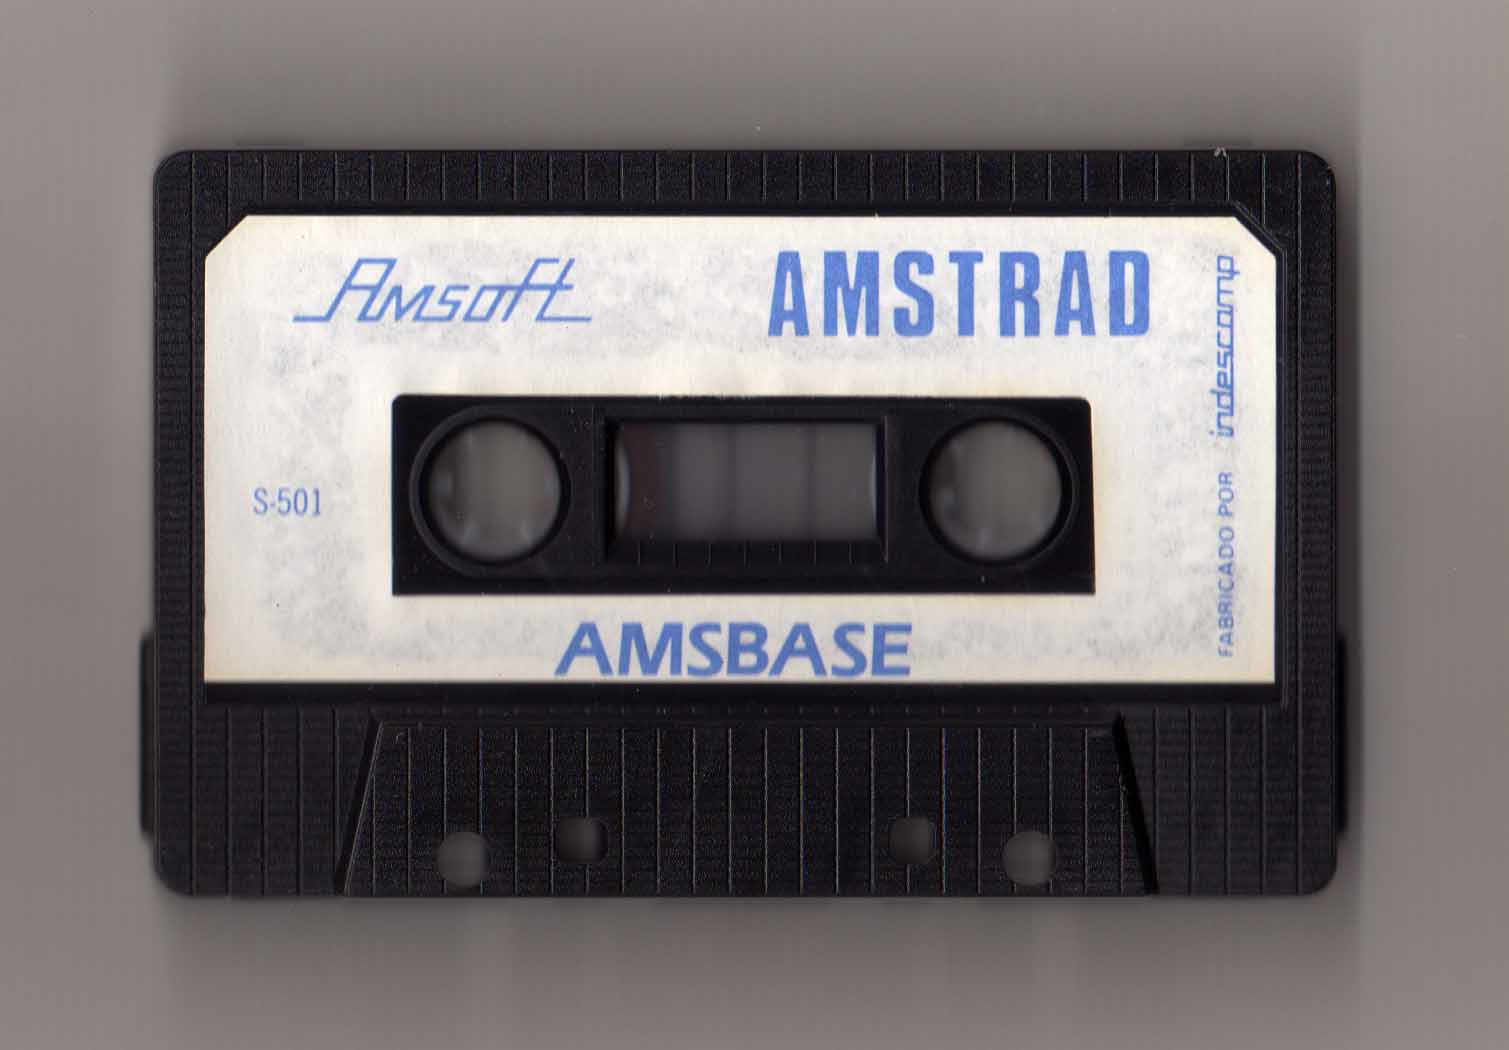 Amsoft
AMSTRAD
S-501
AMSBASE
FABRICADO POR indescomp